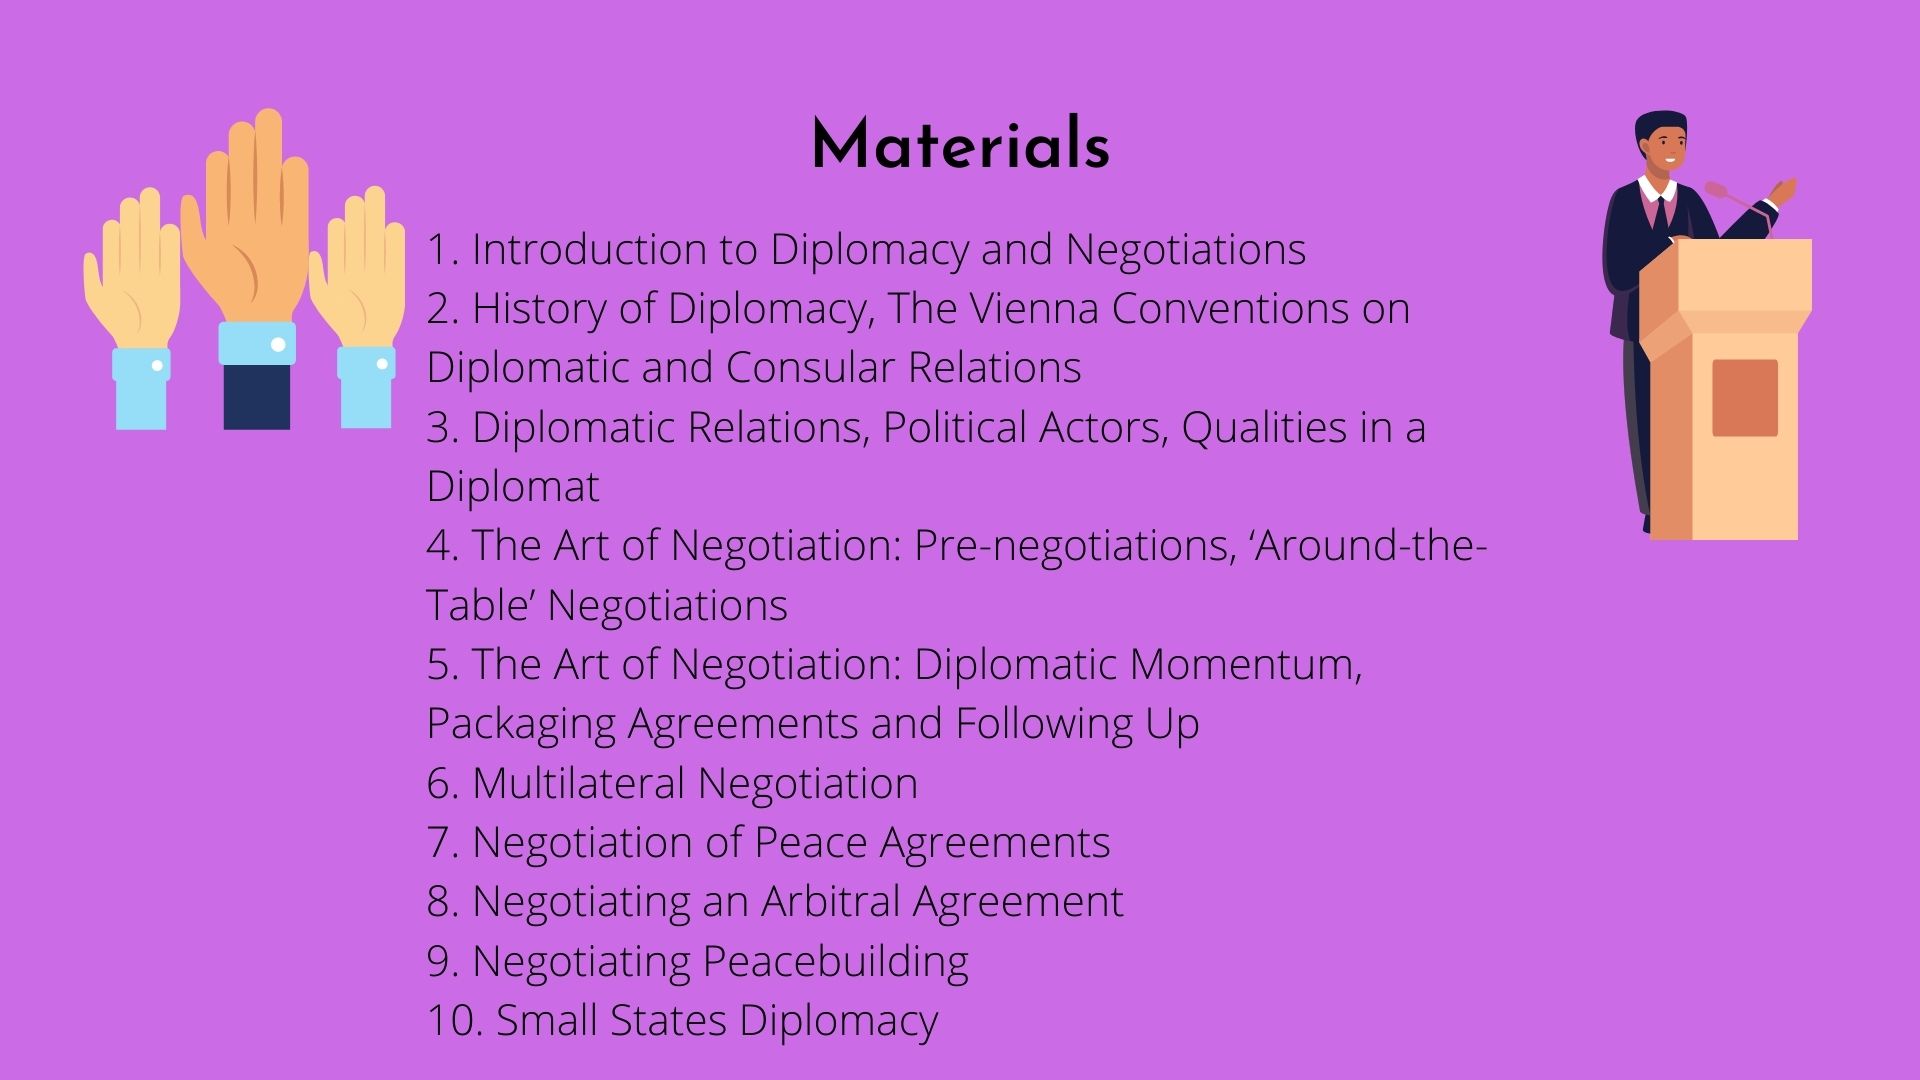 Materials
1. Introduction to Diplomacy and Negotiations
2. History of Diplomacy, The Vienna Conventions on
Diplomatic and Consular Relations
3. Diplomatic Relations, Political Actors, Qualities in a
Diplomat
4. The Art of Negotiation: Pre-negotiations, ‘Around-the-
Table’ Negotiations
5. The Art of Negotiation: Diplomatic Momentum,
Packaging Agreements and Following Up
6. Multilateral Negotiation
7. Negotiation of Peace Agreements
8. Negotiating an Arbitral Agreement
9. Negotiating Peacebuilding
10. Small States Diplomacy